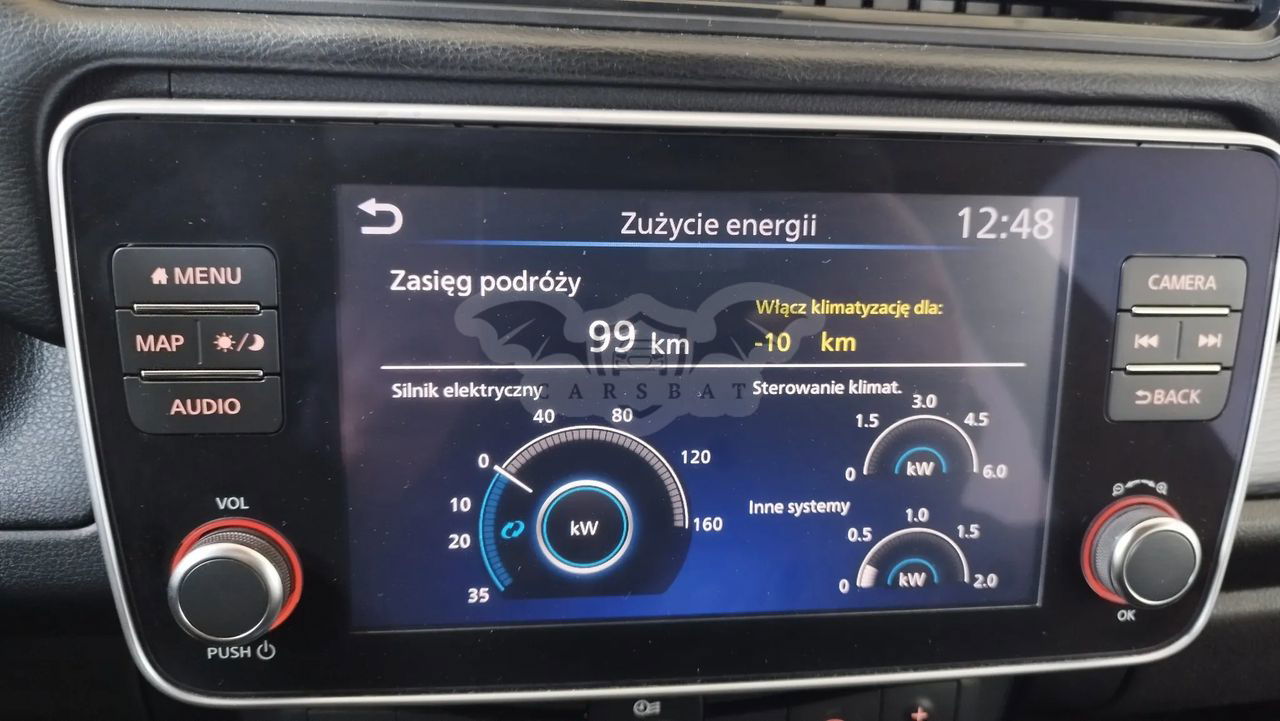 Zużycie energii 12:48
MENU
CAMERA
Zasięg podróży
Włącz klimatyzację dla:
MAP
99 km
-10 km
AUDIO
BACK
CARSBAT
Silnik elektryczny
Sterowanie klimat.
40 80
0 120
10
20 160
35
kW
1.5 3.0 4.5
0 kW 6.0
Inne systemy
0.5 1.0 1.5
0 kW 2.0
VOL
PUSH
OK